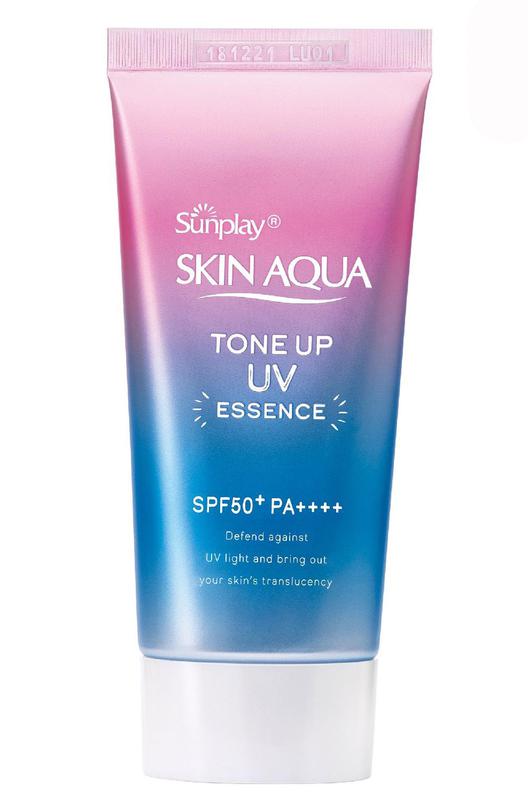 181221 LU01
Sunplay®
SKIN AQUA
TONE UP
UV
ESSENCE
SPF50+ PA++++
Defend against
UV light and bring out
your skin's translucency